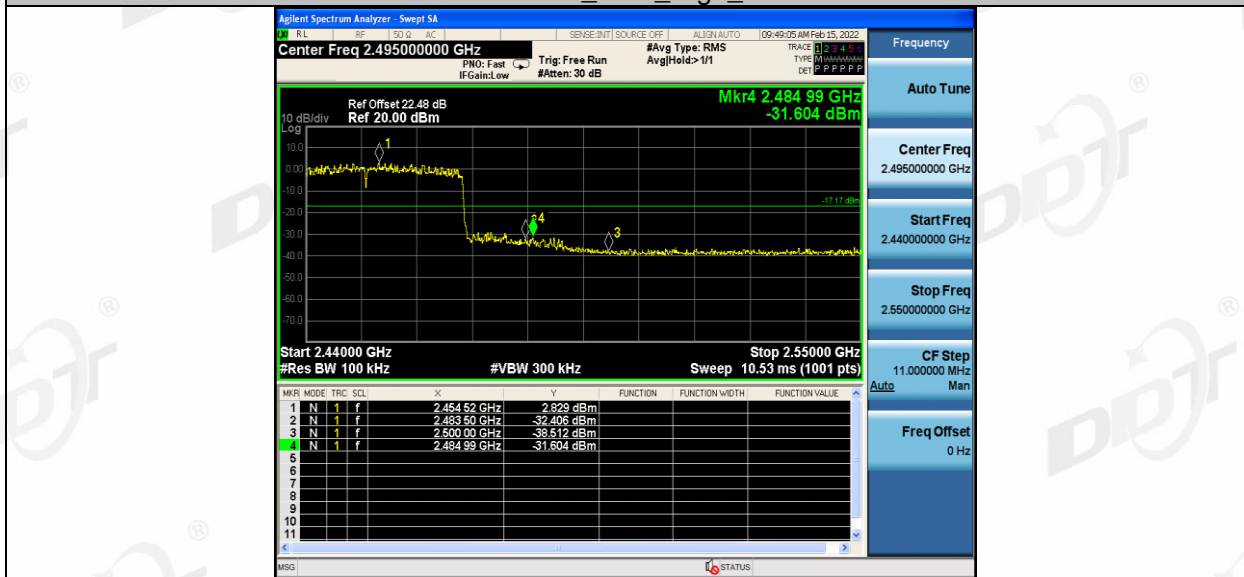 Agilent Spectrum Analyzer - Swept SA
RL RF 50 Ω AC SENSE:INT SOURCE OFF ALIGN AUTO 09:49:05 AM Feb 15, 2022
Center Freq 2.495000000 GHz
PNO: Fast
IFGain:Low
Trig: Free Run
#Atten: 30 dB
#Avg Type: RMS
Avg|Hold:>1/1
TRACE 1 2 3 4 5 6
TYPE M
DET P P P P P P
Frequency
Auto Tune
Mkr4 2.484 99 GHz
-31.604 dBm
Ref Offset 22.48 dB
10 dB/div Ref 20.00 dBm
Log
10.0
0.00
-10.0
-20.0
-30.0
-40.0
-50.0
-60.0
-70.0
1
4
3
-17.17 dBm
Center Freq
2.495000000 GHz
Start Freq
2.440000000 GHz
Stop Freq
2.550000000 GHz
Start 2.44000 GHz Stop 2.55000 GHz
#Res BW 100 kHz #VBW 300 kHz Sweep 10.53 ms (1001 pts)
CF Step
11.000000 MHz
Auto Man
MKR MODE TRC SCL X Y FUNCTION FUNCTION WIDTH FUNCTION VALUE
1 N 1 f 2.454 52 GHz 2.829 dBm
2 N 1 f 2.483 50 GHz -32.406 dBm
3 N 1 f 2.500 00 GHz -38.512 dBm
4 N 1 f 2.484 99 GHz -31.604 dBm
5
6
7
8
9
10
11
Freq Offset
0 Hz
MSG STATUS